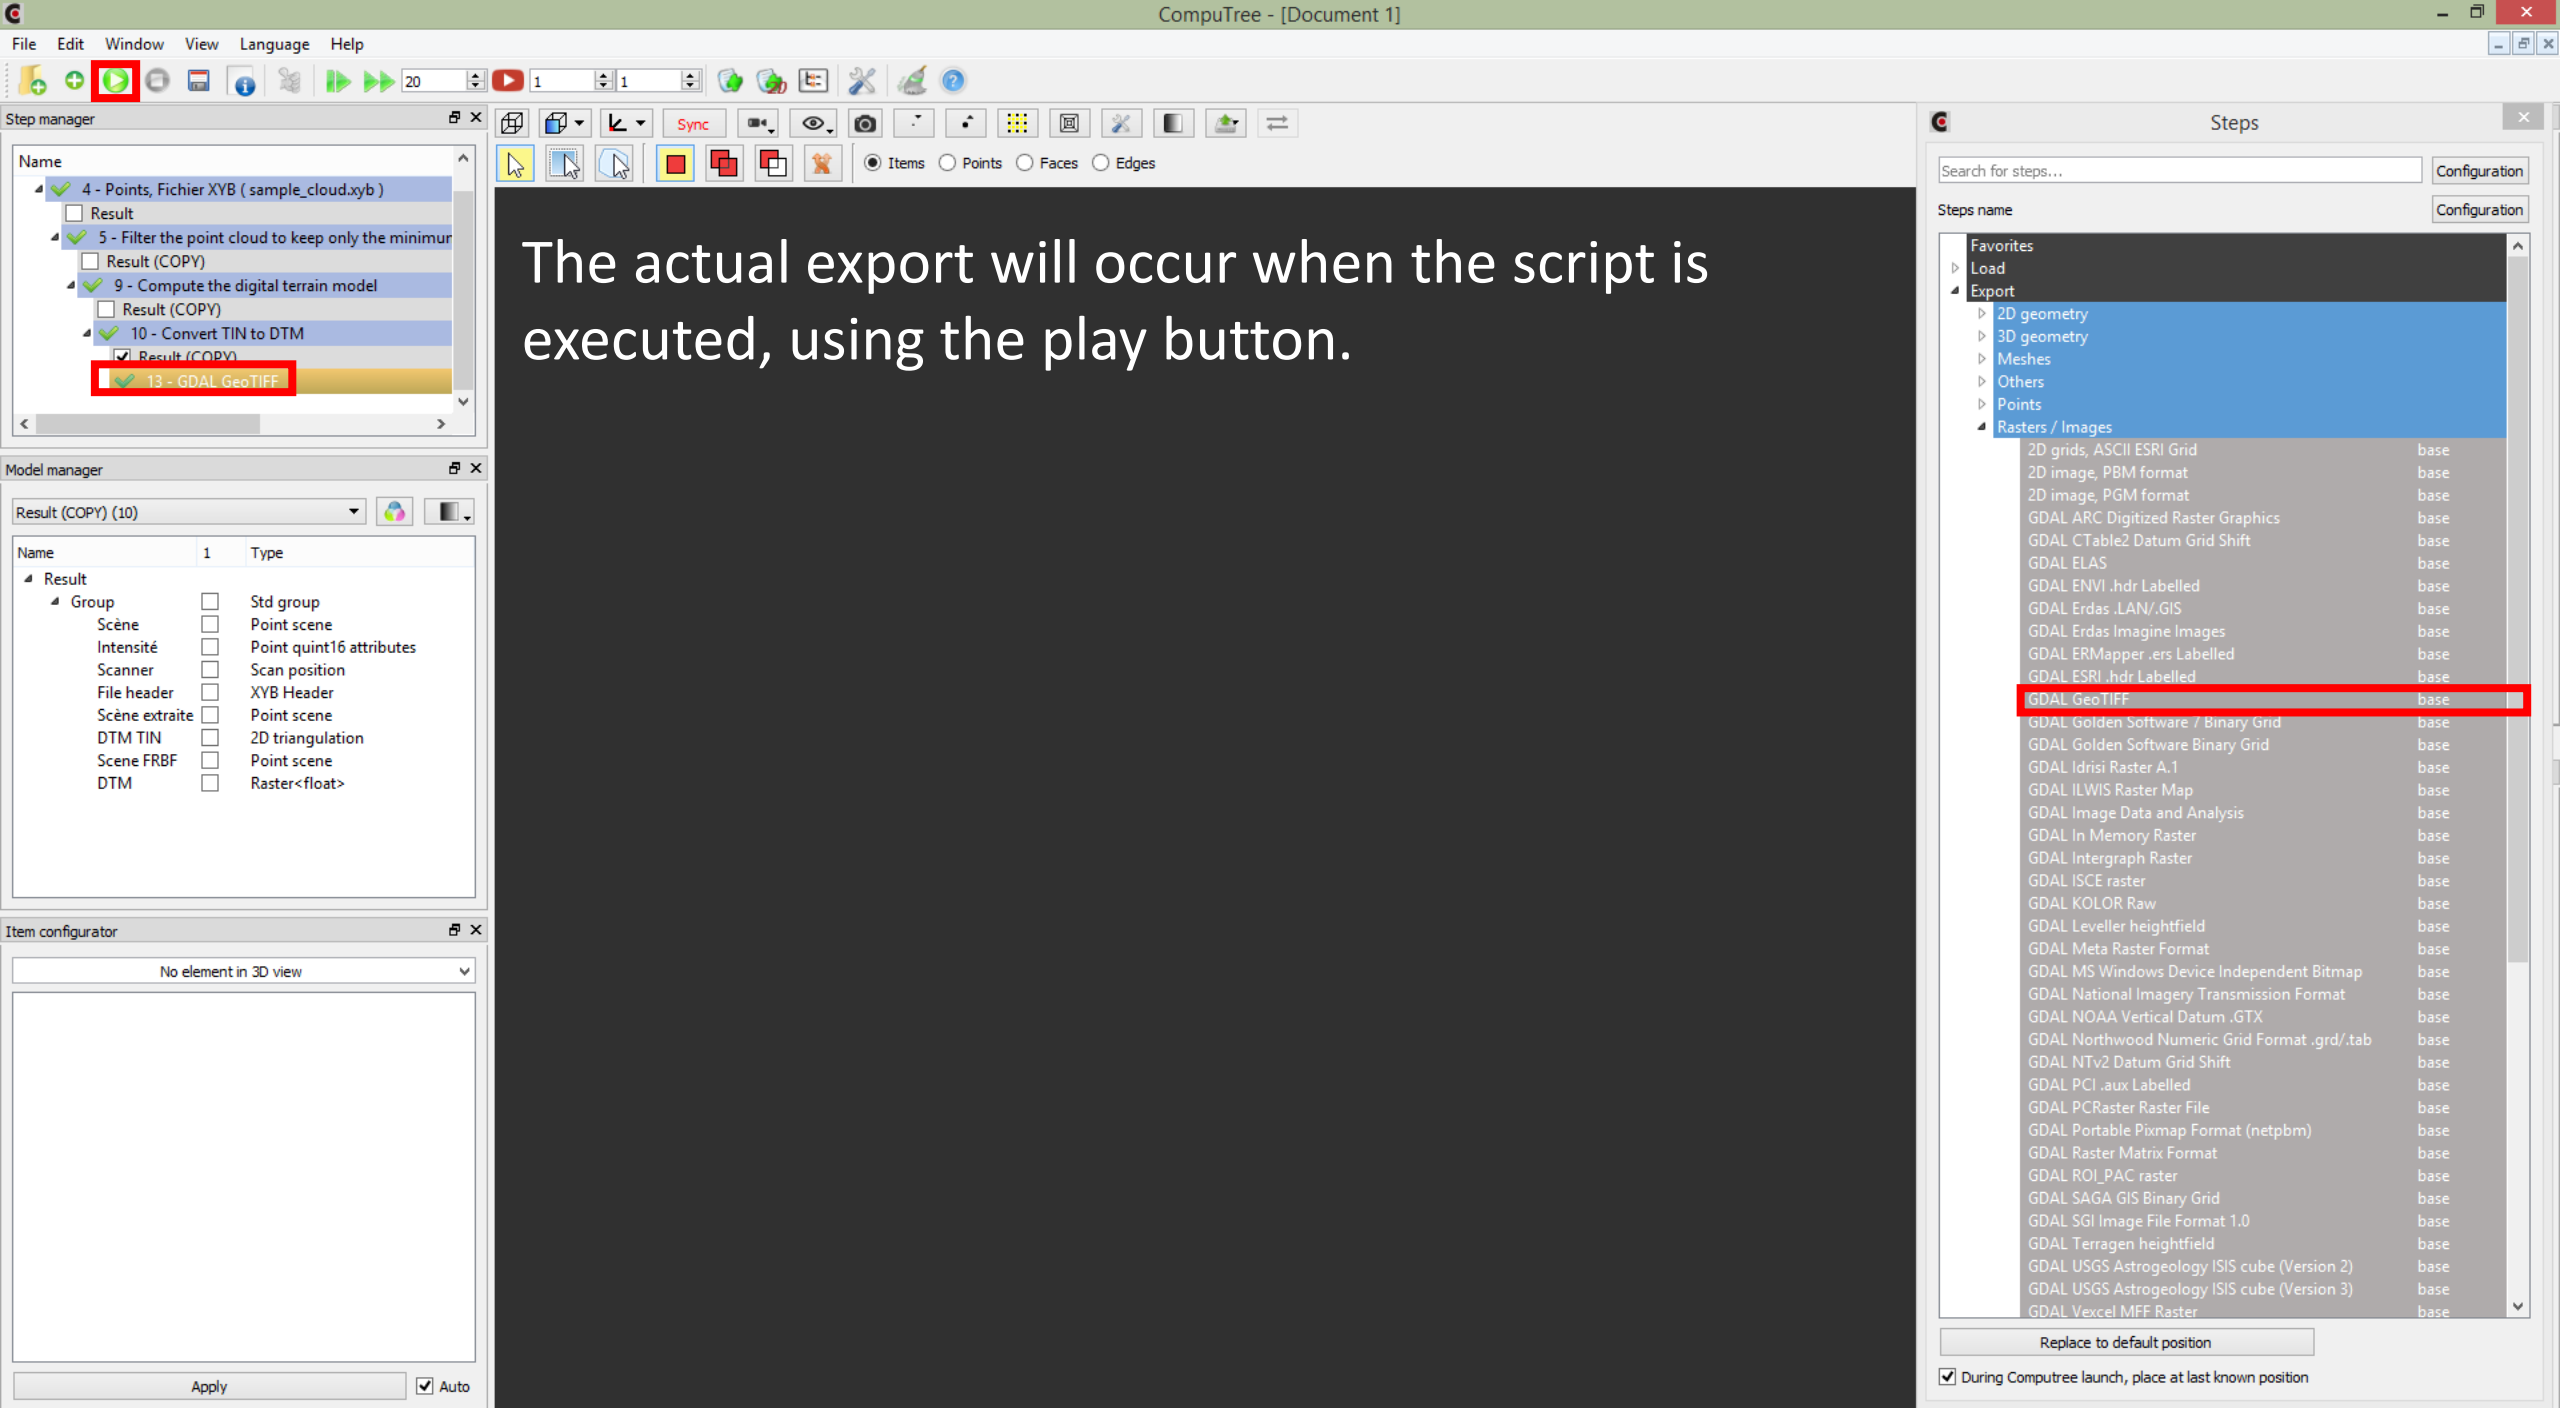 CompuTree - [Document 1]
File Edit Window View Language Help
20 1 1
Step manager
Name
4 - Points, Fichier XYB ( sample_cloud.xyb )
Result
5 - Filter the point cloud to keep only the minimur
Result (COPY)
9 - Compute the digital terrain model
Result (COPY)
10 - Convert TIN to DTM
Result (COPY)
13 - GDAL GeoTIFF
Model manager
Result (COPY) (10)
Name 1 Type
Result
Group Std group
Scène Point scene
Intensité Point quint16 attributes
Scanner Scan position
File header XYB Header
Scène extraite Point scene
DTM TIN 2D triangulation
Scene FRBF Point scene
DTM Raster<float>
Item configurator
No element in 3D view
Apply Auto
Sync
Items Points Faces Edges
The actual export will occur when the script is
executed, using the play button.
Steps
Search for steps... Configuration
Steps name Configuration
Favorites
Load
Export
2D geometry
3D geometry
Meshes
Others
Points
Rasters / Images
2D grids, ASCII ESRI Grid base
2D image, PBM format base
2D image, PGM format base
GDAL ARC Digitized Raster Graphics base
GDAL CTable2 Datum Grid Shift base
GDAL ELAS base
GDAL ENVI .hdr Labelled base
GDAL Erdas .LAN/.GIS base
GDAL Erdas Imagine Images base
GDAL ERMapper .ers Labelled base
GDAL ESRI .hdr Labelled base
GDAL GeoTIFF base
GDAL Golden Software 7 Binary Grid base
GDAL Golden Software Binary Grid base
GDAL Idrisi Raster A.1 base
GDAL ILWIS Raster Map base
GDAL Image Data and Analysis base
GDAL In Memory Raster base
GDAL Intergraph Raster base
GDAL ISCE raster base
GDAL KOLOR Raw base
GDAL Leveller heightfield base
GDAL Meta Raster Format base
GDAL MS Windows Device Independent Bitmap base
GDAL National Imagery Transmission Format base
GDAL NOAA Vertical Datum .GTX base
GDAL Northwood Numeric Grid Format .grd/.tab base
GDAL NTv2 Datum Grid Shift base
GDAL PCI .aux Labelled base
GDAL PCRaster Raster File base
GDAL Portable Pixmap Format (netpbm) base
GDAL Raster Matrix Format base
GDAL ROI_PAC raster base
GDAL SAGA GIS Binary Grid base
GDAL SGI Image File Format 1.0 base
GDAL Terragen heightfield base
GDAL USGS Astrogeology ISIS cube (Version 2) base
GDAL USGS Astrogeology ISIS cube (Version 3) base
GDAL Vexcel MFF Raster base
Replace to default position
During Computree launch, place at last known position